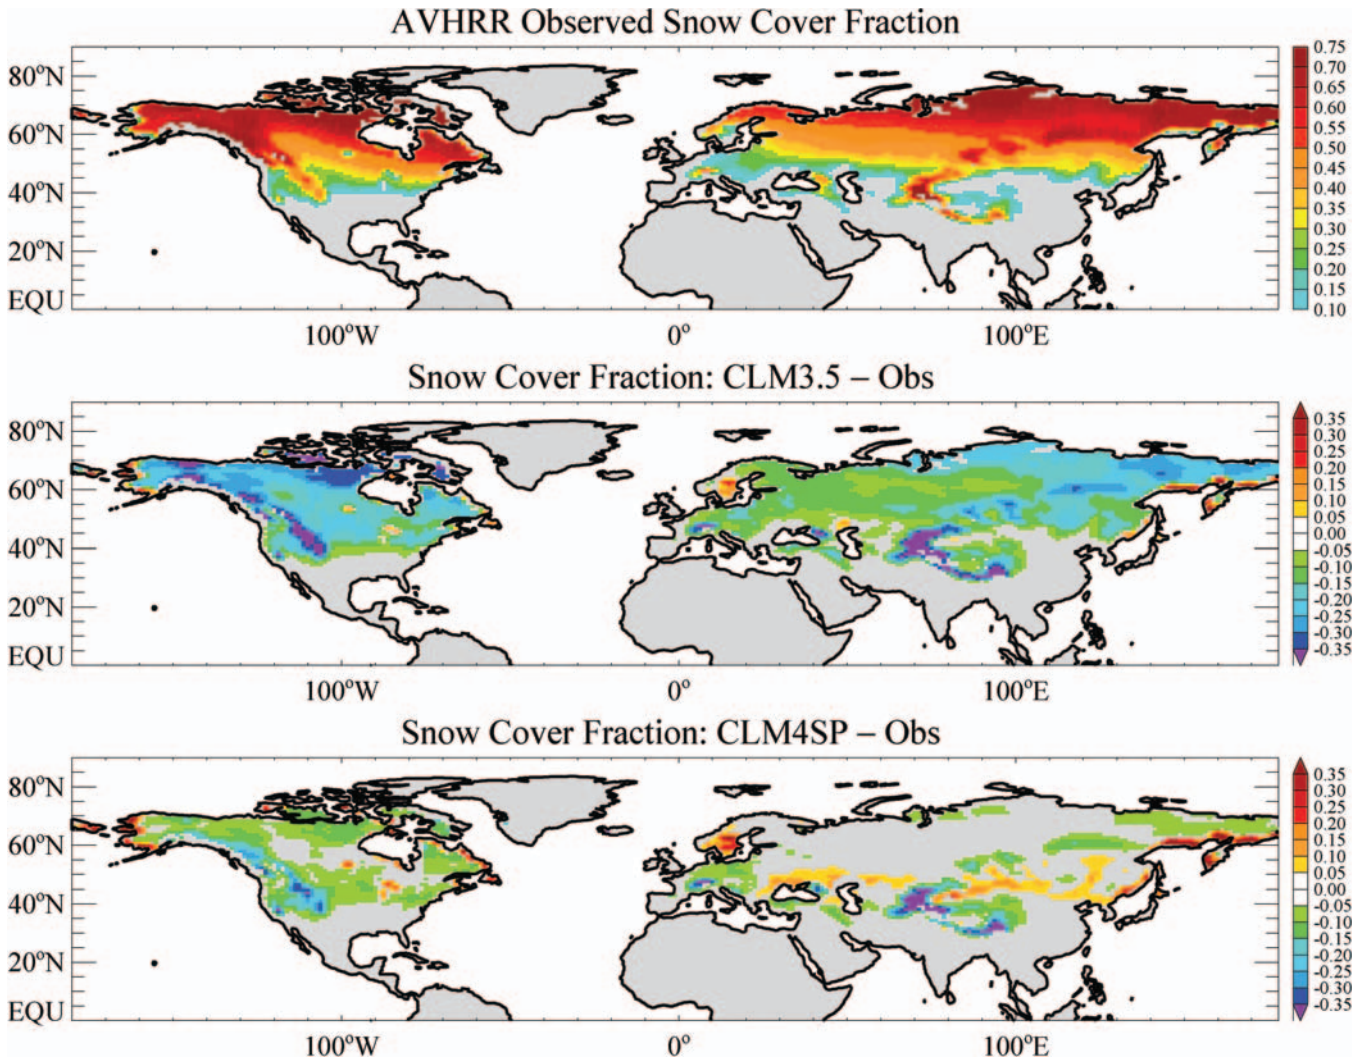 AVHRR Observed Snow Cover Fraction
80°N
60°N
40°N
20°N
EQU
100°W
0°
100°E
0.75
0.70
0.65
0.60
0.55
0.50
0.45
0.40
0.35
0.30
0.25
0.20
0.15
0.10
Snow Cover Fraction: CLM3.5 – Obs
80°N
60°N
40°N
20°N
EQU
100°W
0°
100°E
0.35
0.30
0.25
0.20
0.15
0.10
0.05
0.00
-0.05
-0.10
-0.15
-0.20
-0.25
-0.30
-0.35
Snow Cover Fraction: CLM4SP – Obs
80°N
60°N
40°N
20°N
EQU
100°W
0°
100°E
0.35
0.30
0.25
0.20
0.15
0.10
0.05
0.00
-0.05
-0.10
-0.15
-0.20
-0.25
-0.30
-0.35